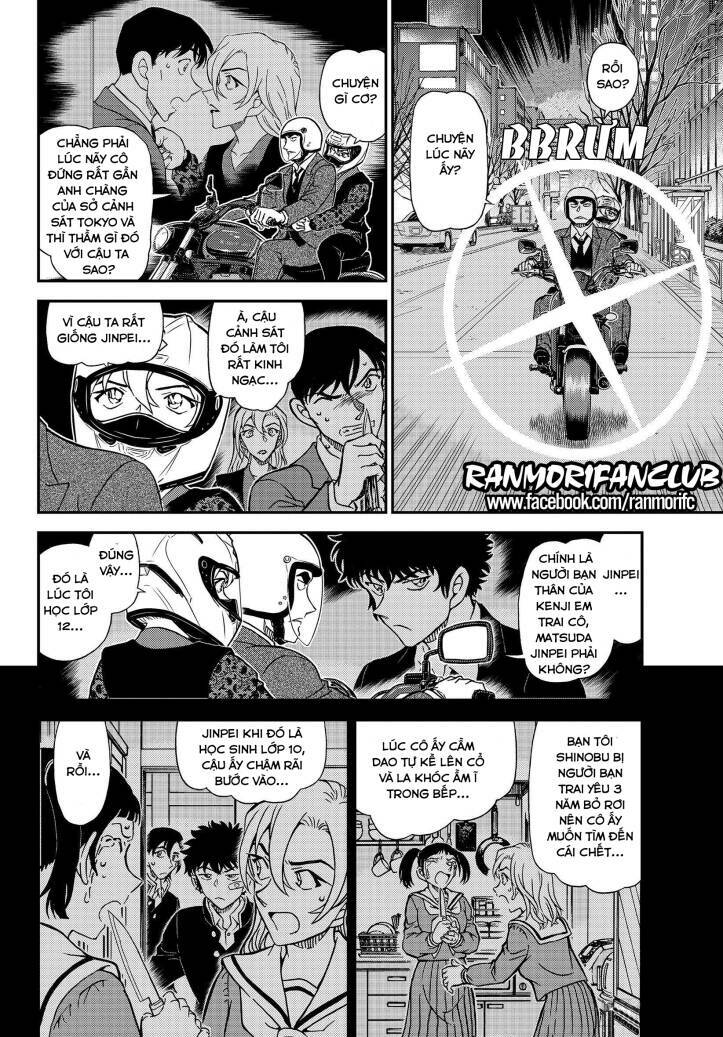 RỒI
SAO?
BBRỪM
CHUYỆN
LÚC NÃY
ẤY?
CHUYỆN
GÌ CƠ?
CHẲNG PHẢI
LÚC NÃY CÔ
ĐỨNG RẤT GẦN
ANH CHÀNG
CỦA SỞ CẢNH
SÁT TOKYO VÀ
THÌ THẦM GÌ ĐÓ
VỚI CẬU TA
SAO?
RANMORIFANCLUB
www.facebook.com/ranmorifc
À, CẬU
CẢNH SÁT
ĐÓ LÀM TÔI
RẤT KINH
NGẠC...
VÌ CẬU TA RẤT
GIỐNG JINPEI...
JINPEI
...
CHÍNH LÀ
NGƯỜI BẠN
THÂN CỦA
KENJI EM
TRAI CÔ,
MATSUDA
JINPEI PHẢI
KHÔNG?
ĐÚNG
VẬY...
ĐÓ LÀ
LÚC TÔI
HỌC LỚP
12...
BẠN TÔI
SHINOBU BỊ
NGƯỜI BẠN
TRAI YÊU 3
NĂM BỎ RƠI
NÊN CÔ ẤY
MUỐN TÌM ĐẾN
CÁI CHẾT...
LÚC CÔ ẤY CẦM
DAO TỰ KỀ LÊN CỔ
VÀ LA KHÓC ẦM Ĩ
TRONG BẾP...
JINPEI KHI ĐÓ LÀ
HỌC SINH LỚP 10,
CẬU ẤY CHẬM RÃI
BƯỚC VÀO...
VÀ
RỒI...